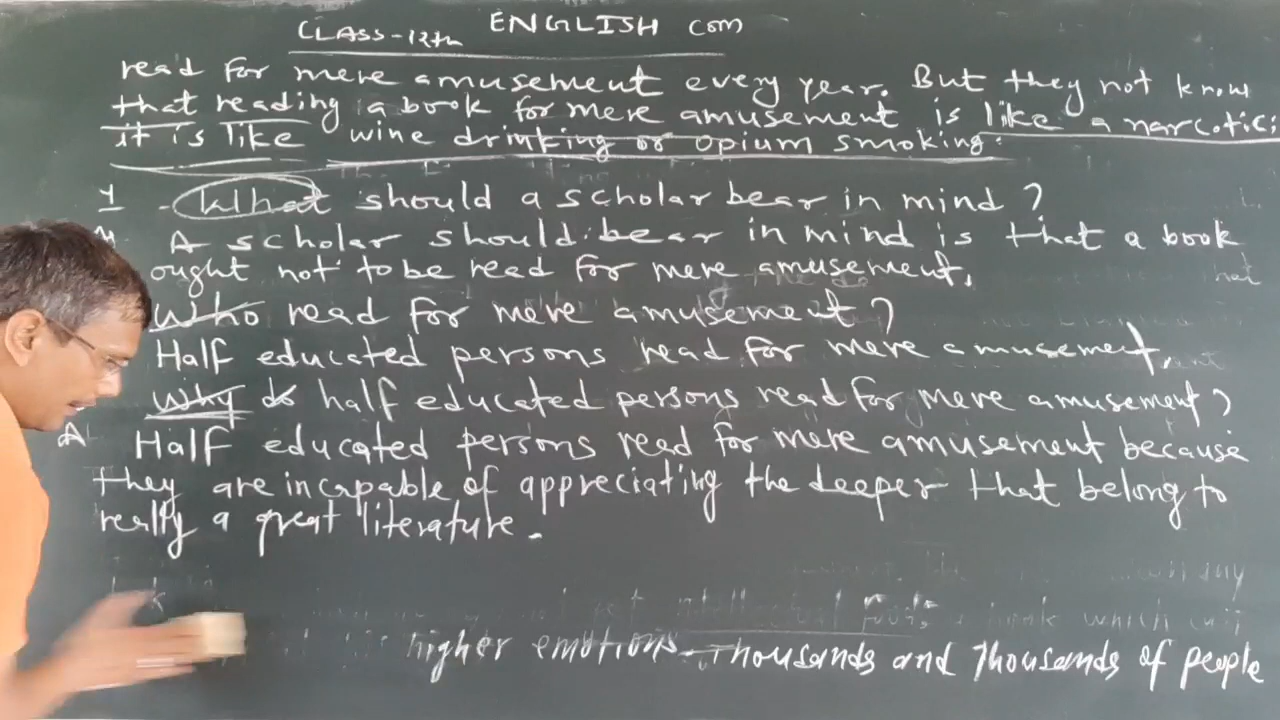 CLASS-12th ENGLISH COM
read for mere amusement every year. But they not know
that reading a book for mere amusement is like a narcotic;
it is like wine drinking or opium smoking.
1 What should a scholar bear in mind?
A scholar should bear in mind is that a book
ought not to be read for mere amusement.
Who read for mere amusement?
Half educated persons read for mere amusement.
Why do half educated persons read for mere amusement?
A Half educated persons read for mere amusement because
they are incapable of appreciating the deeper that belong to
really a great literature.
higher emotions. Thousands and Thousands of people